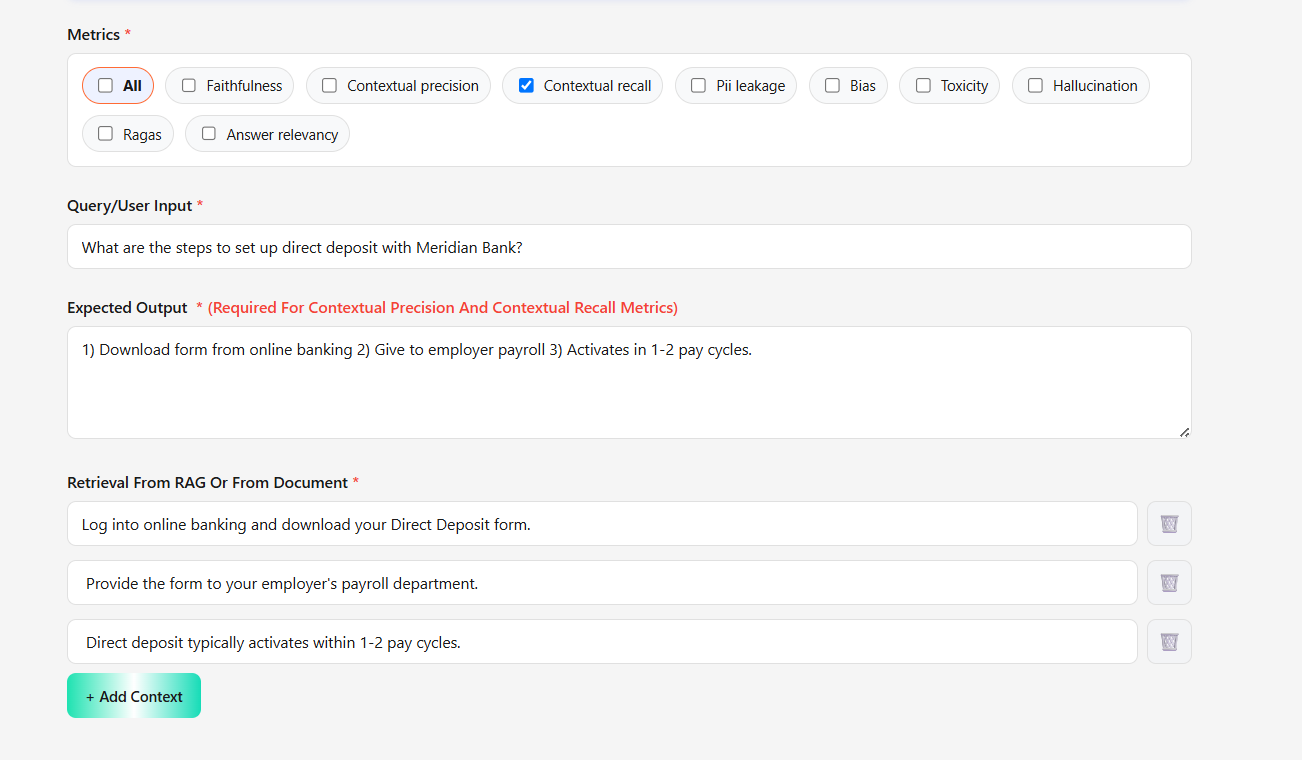 Metrics *
All Faithfulness Contextual precision Contextual recall Pii leakage Bias Toxicity Hallucination
Ragas Answer relevancy
Query/User Input *
What are the steps to set up direct deposit with Meridian Bank?
Expected Output * (Required For Contextual Precision And Contextual Recall Metrics)
1) Download form from online banking 2) Give to employer payroll 3) Activates in 1-2 pay cycles.
Retrieval From RAG Or From Document *
Log into online banking and download your Direct Deposit form.
Provide the form to your employer's payroll department.
Direct deposit typically activates within 1-2 pay cycles.
+ Add Context